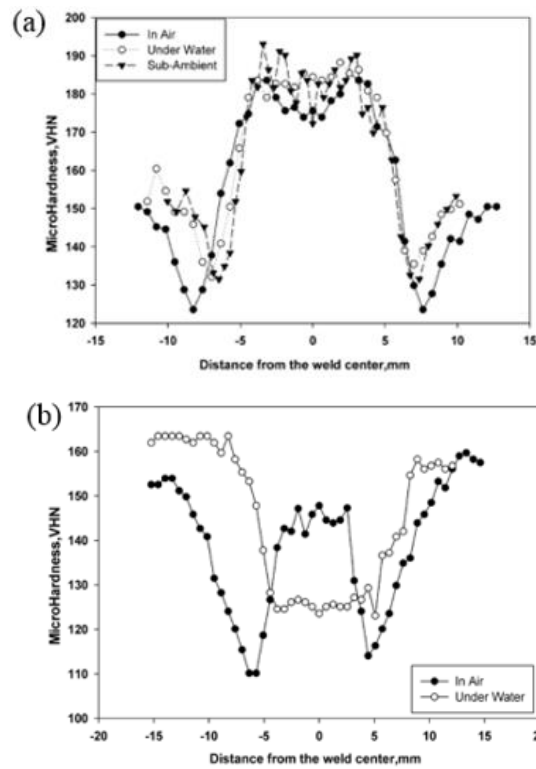 (a)
200
190
180
170
160
150
140
130
120
MicroHardness,VHN
In Air
Under Water
Sub-Ambient
-15 -10 -5 0 5 10 15
Distance from the weld center,mm
(b)
170
160
150
140
130
120
110
100
MicroHardness,VHN
In Air
Under Water
-20 -15 -10 -5 0 5 10 15
Distance from the weld center,mm